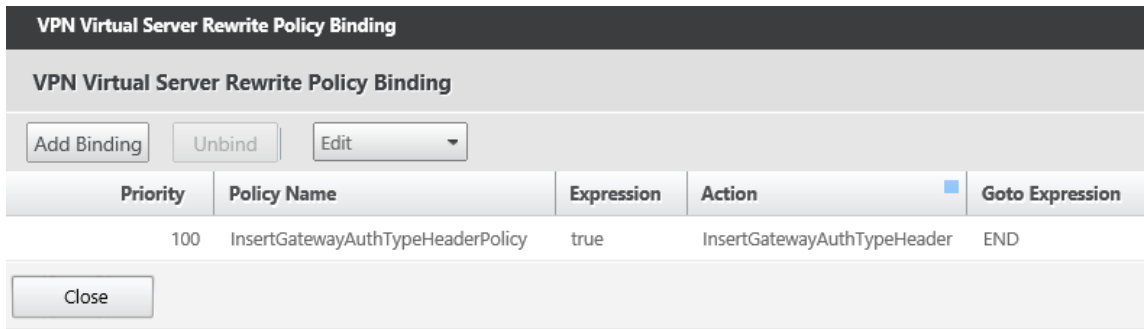 VPN Virtual Server Rewrite Policy Binding
VPN Virtual Server Rewrite Policy Binding
Add Binding Unbind Edit
Priority Policy Name Expression Action Goto Expression
100 InsertGatewayAuthTypeHeaderPolicy true InsertGatewayAuthTypeHeader END
Close